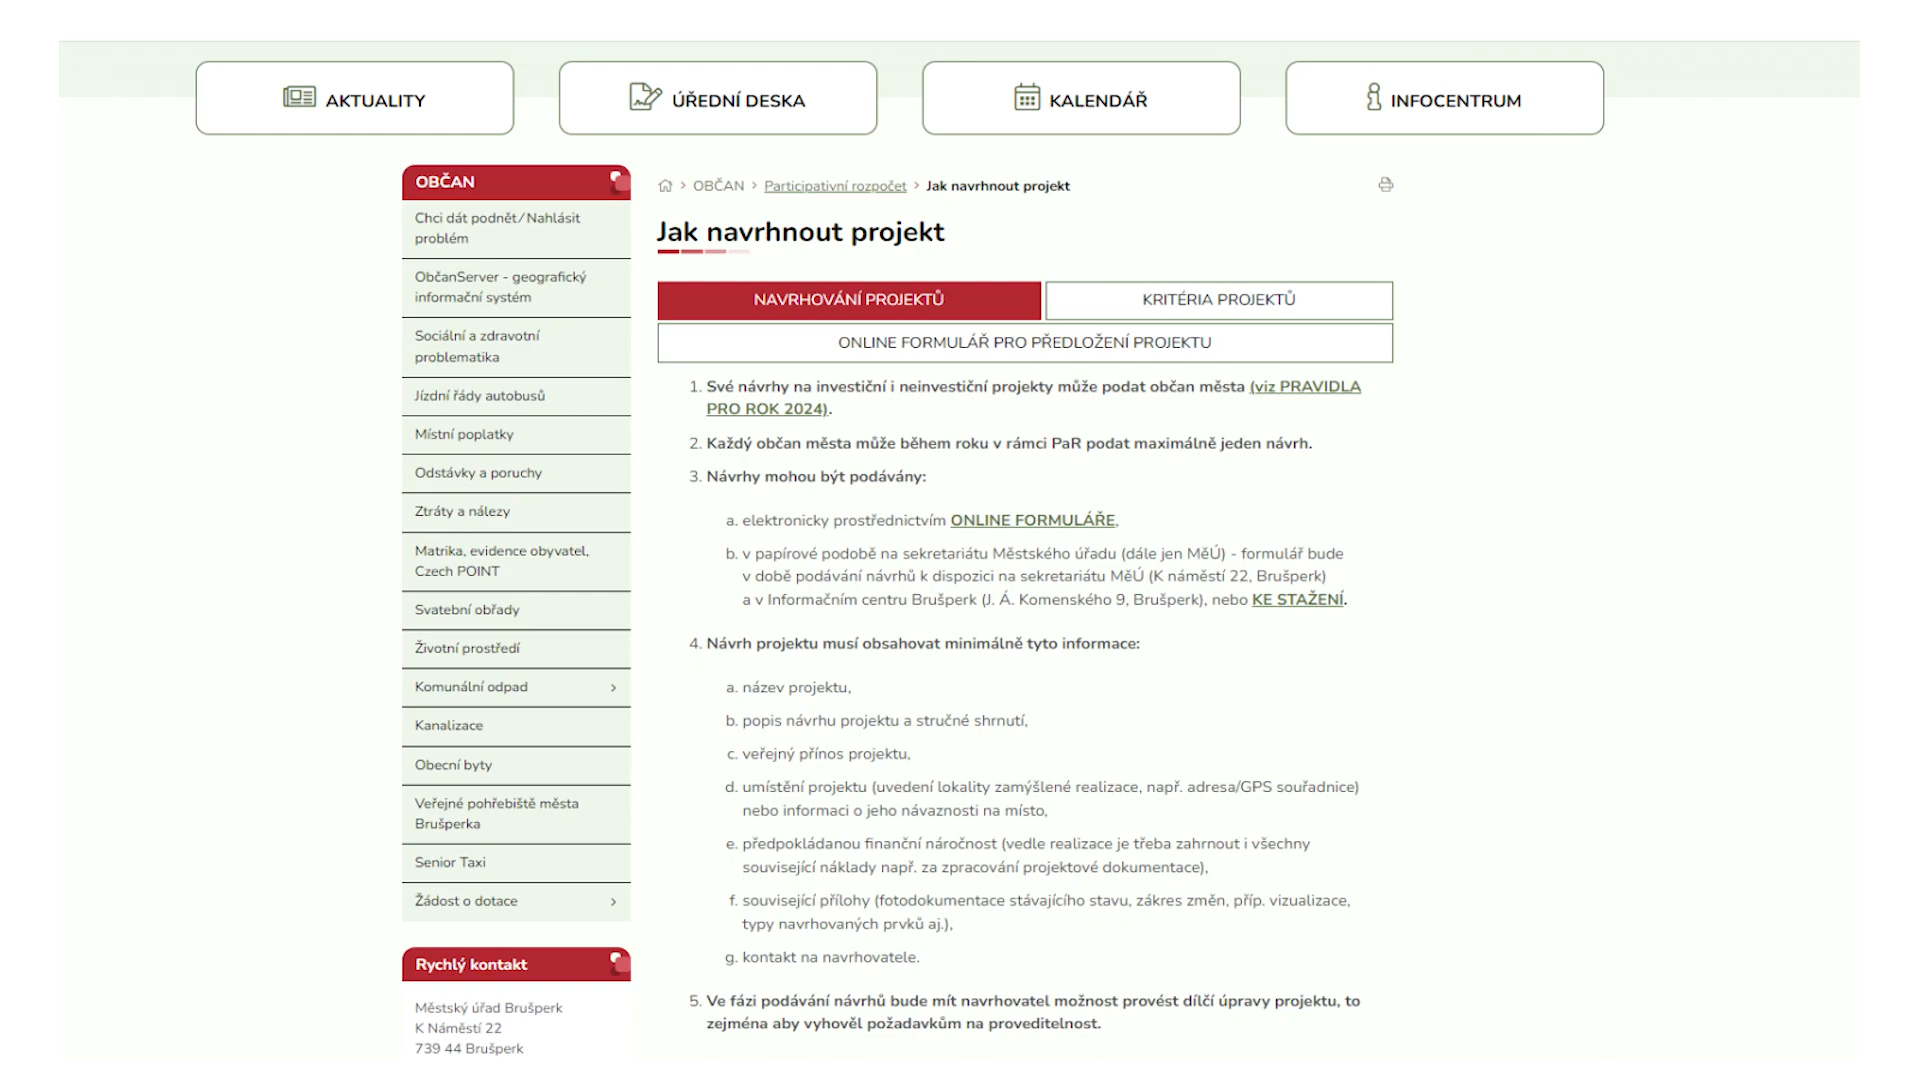 AKTUALITY
ÚŘEDNÍ DESKA
KALENDÁŘ
INFOCENTRUM
OBČAN
Chci dát podnět/Nahlásit
problém
ObčanServer - geografický
informační systém
Sociální a zdravotní
problematika
Jízdní řády autobusů
Místní poplatky
Odstávky a poruchy
Ztráty a nálezy
Matrika, evidence obyvatel,
Czech POINT
Svatební obřady
Životní prostředí
Komunální odpad
Kanalizace
Obecní byty
Veřejné pohřebiště města
Brušperka
Senior Taxi
Žádost o dotace
Rychlý kontakt
Městský úřad Brušperk
K Náměstí 22
739 44 Brušperk
> OBČAN > Participativní rozpočet > Jak navrhnout projekt
Jak navrhnout projekt
NAVRHOVÁNÍ PROJEKTŮ
KRITÉRIA PROJEKTŮ
ONLINE FORMULÁŘ PRO PŘEDLOŽENÍ PROJEKTU
1. Své návrhy na investiční i neinvestiční projekty může podat občan města (viz PRAVIDLA
PRO ROK 2024).
2. Každý občan města může během roku v rámci PaR podat maximálně jeden návrh.
3. Návrhy mohou být podávány:
a. elektronicky prostřednictvím ONLINE FORMULÁŘE,
b. v papírové podobě na sekretariátu Městského úřadu (dále jen MěÚ) - formulář bude
v době podávání návrhů k dispozici na sekretariátu MěÚ (K náměstí 22, Brušperk)
a v Informačním centru Brušperk (J. Á. Komenského 9, Brušperk), nebo KE STAŽENÍ.
4. Návrh projektu musí obsahovat minimálně tyto informace:
a. název projektu,
b. popis návrhu projektu a stručné shrnutí,
c. veřejný přínos projektu,
d. umístění projektu (uvedení lokality zamýšlené realizace, např. adresa/GPS souřadnice)
nebo informaci o jeho návaznosti na místo,
e. předpokládanou finanční náročnost (vedle realizace je třeba zahrnout i všechny
související náklady např. za zpracování projektové dokumentace),
f. související přílohy (fotodokumentace stávajícího stavu, zákres změn, příp. vizualizace,
typy navrhovaných prvků aj.),
g. kontakt na navrhovatele.
5. Ve fázi podávání návrhů bude mít navrhovatel možnost provést dílčí úpravy projektu, to
zejména aby vyhověl požadavkům na proveditelnost.